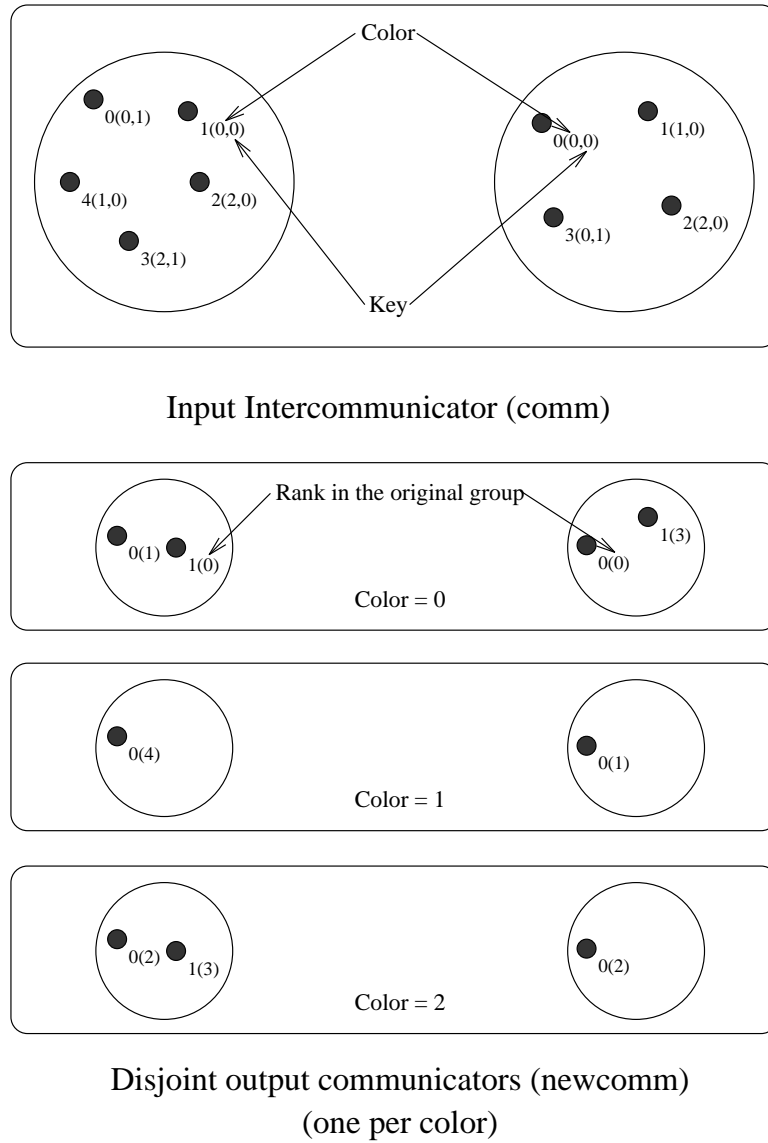 Color
0(0,1)
1(0,0)
4(1,0)
2(2,0)
3(2,1)
0(0,0)
1(1,0)
3(0,1)
2(2,0)
Key
Input Intercommunicator (comm)
Rank in the original group
0(1)
1(0)
0(0)
1(3)
Color = 0
0(4)
0(1)
Color = 1
0(2)
1(3)
0(2)
Color = 2
Disjoint output communicators (newcomm)
(one per color)